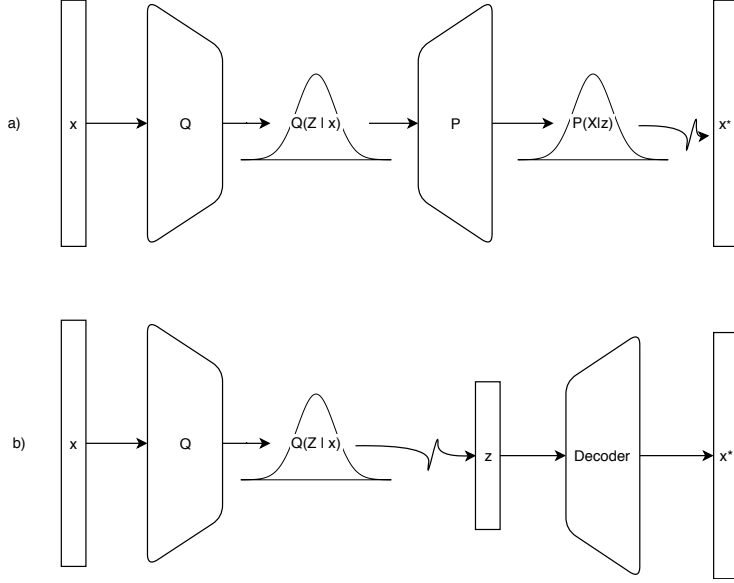 a)
x
Q
Q(Z | x)
P
P(X|z)
x*
b)
x
Q
Q(Z | x)
z
Decoder
x*